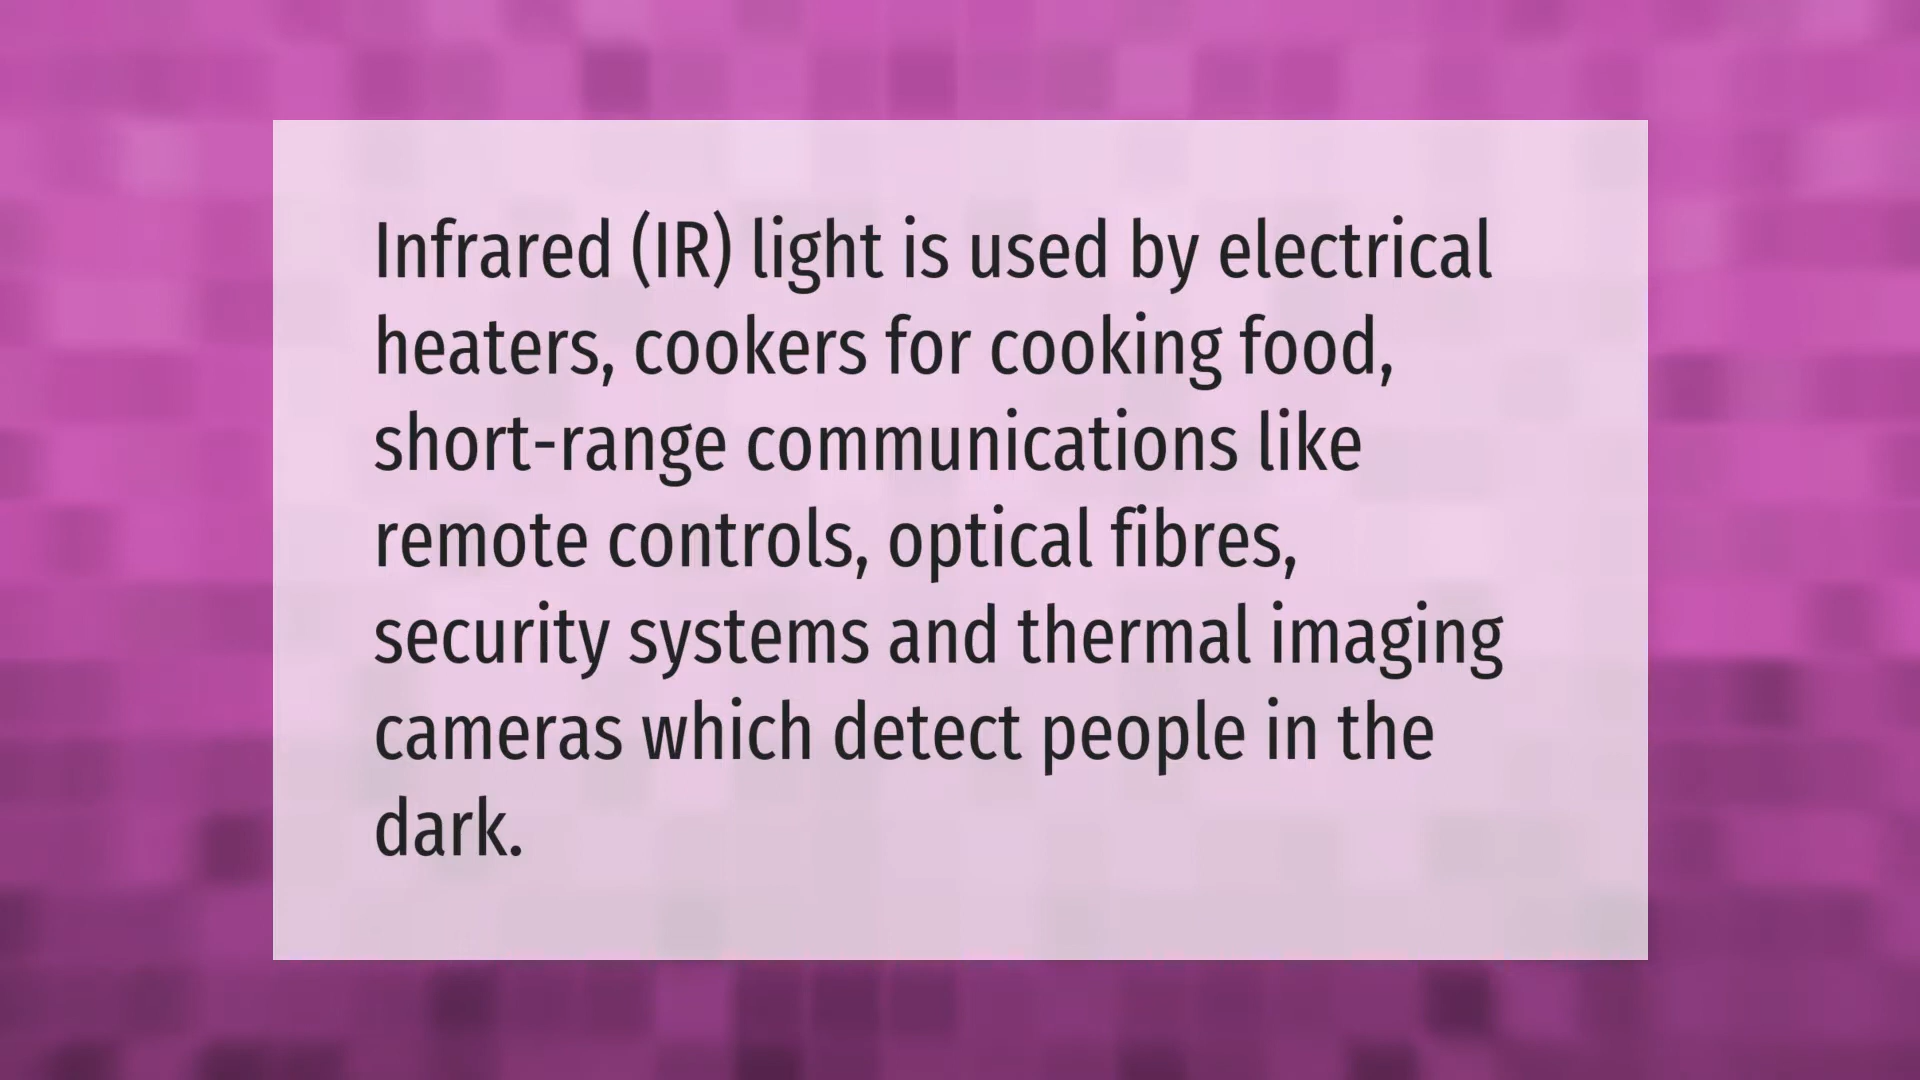 Infrared (IR) light is used by electrical
heaters, cookers for cooking food,
short-range communications like
remote controls, optical fibres,
security systems and thermal imaging
cameras which detect people in the
dark.